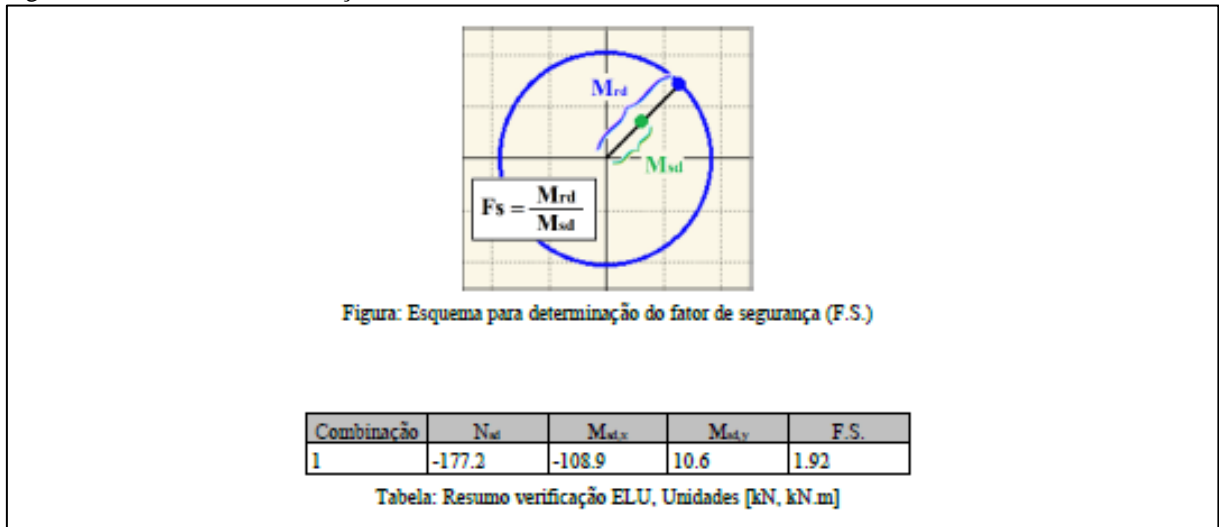 Mrd
Msd
Fs = Mrd
Msd
Figura: Esquema para determinação do fator de segurança (F.S.)
Combinação Nsd Msd,x Msd,y F.S.
1 -177.2 -108.9 10.6 1.92
Tabela: Resumo verificação ELU, Unidades [kN, kN.m]